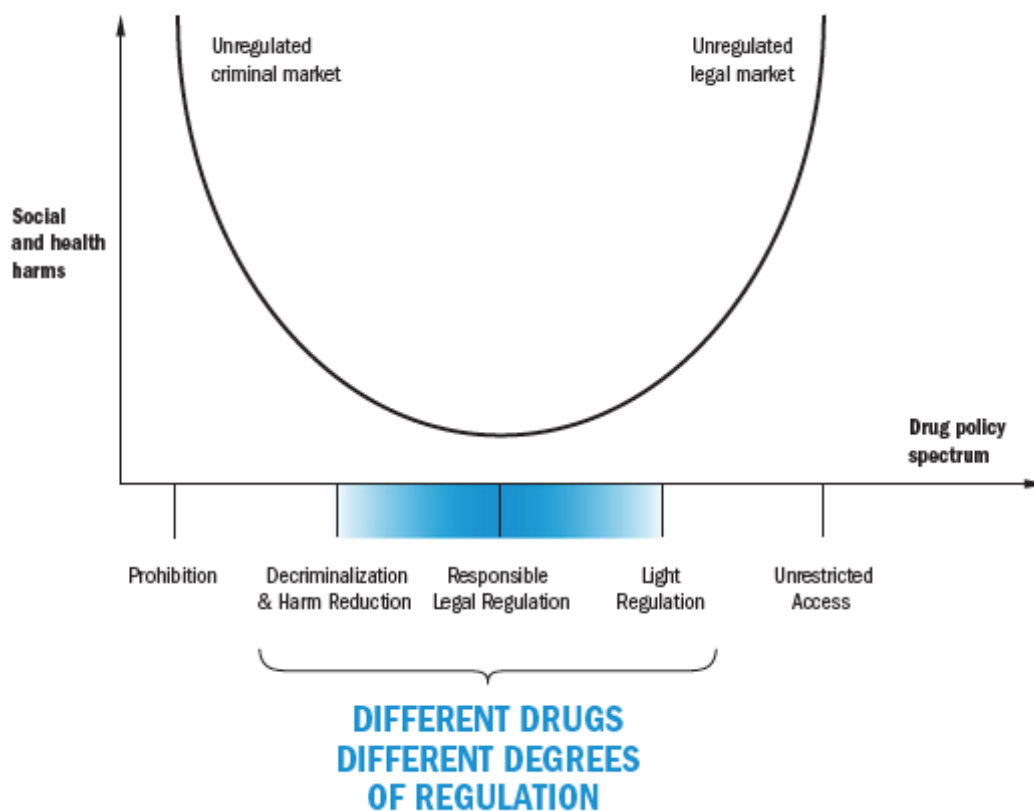 Unregulated
criminal market
Unregulated
legal market
Social
and health
harms
Drug policy
spectrum
Prohibition
Decriminalization
& Harm Reduction
Responsible
Legal Regulation
Light
Regulation
Unrestricted
Access
DIFFERENT DRUGS
DIFFERENT DEGREES
OF REGULATION